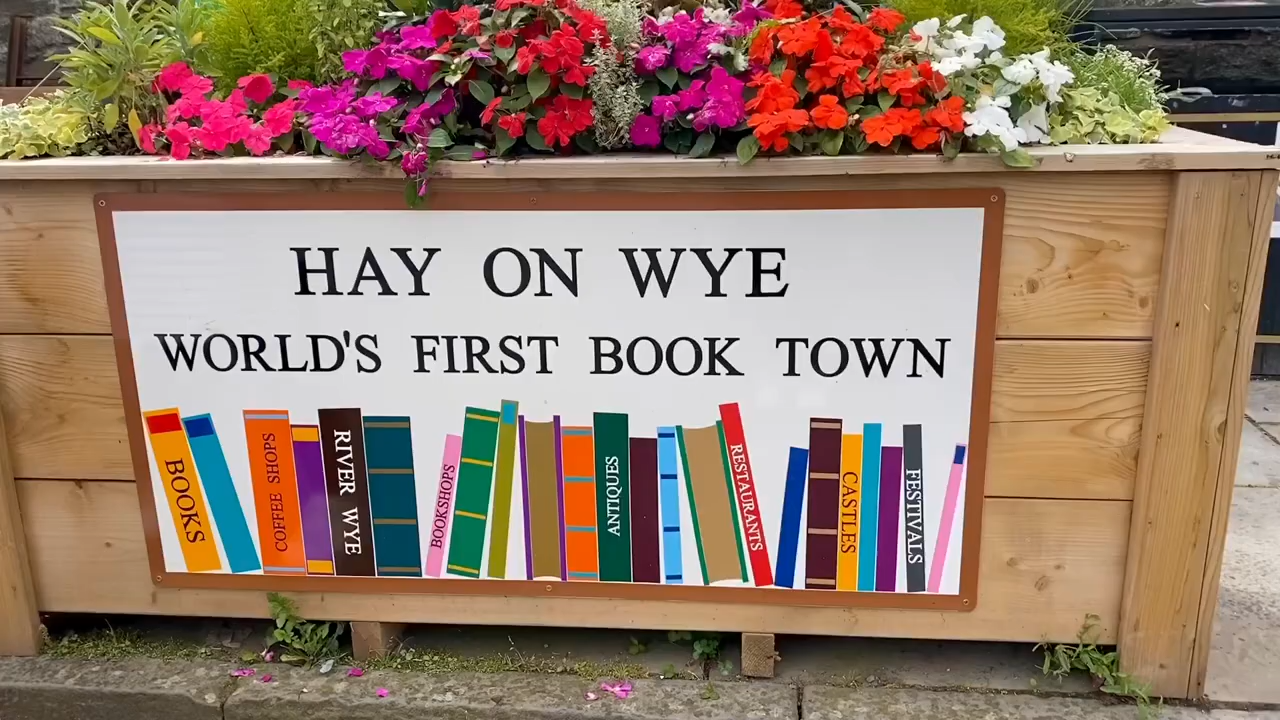 HAY ON WYE
WORLD'S FIRST BOOK TOWN
BOOKS
COFFEE SHOPS
RIVER WYE
BOOKSHOPS
ANTIQUES
RESTAURANTS
CASTLES
FESTIVALS